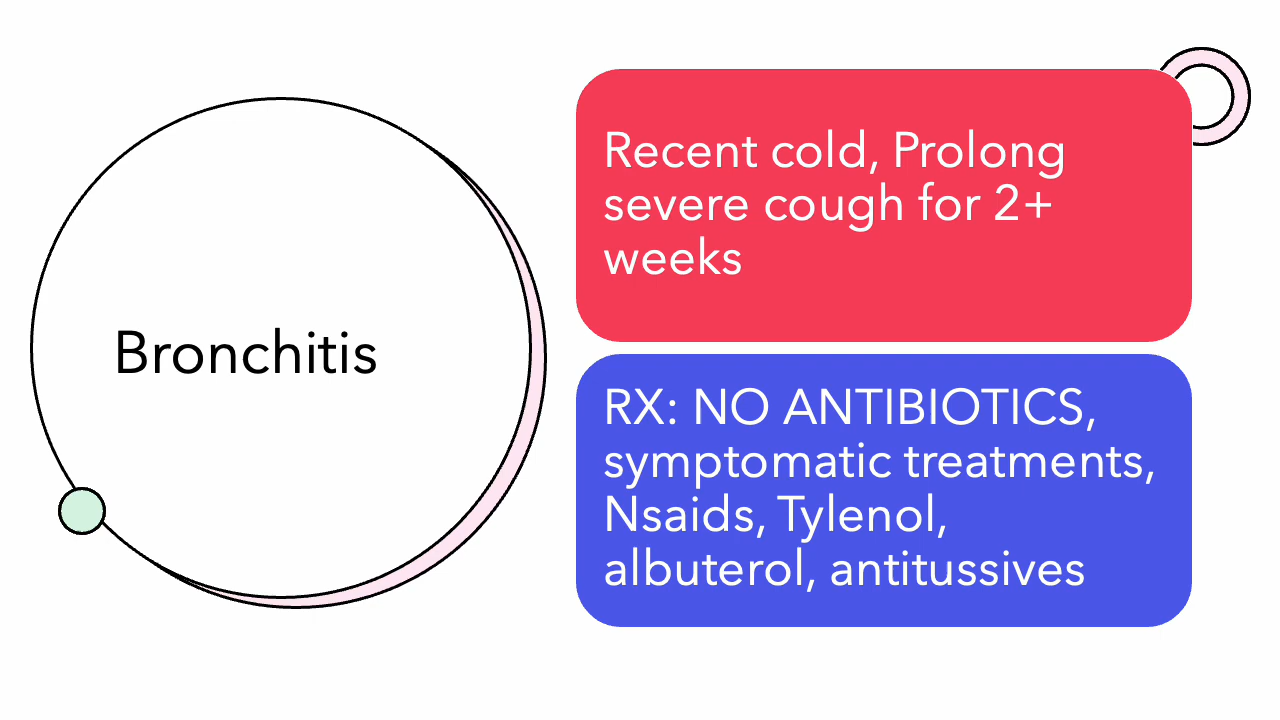 Bronchitis
Recent cold, Prolong
severe cough for 2+
weeks
RX: NO ANTIBIOTICS,
symptomatic treatments,
Nsaids, Tylenol,
albuterol, antitussives